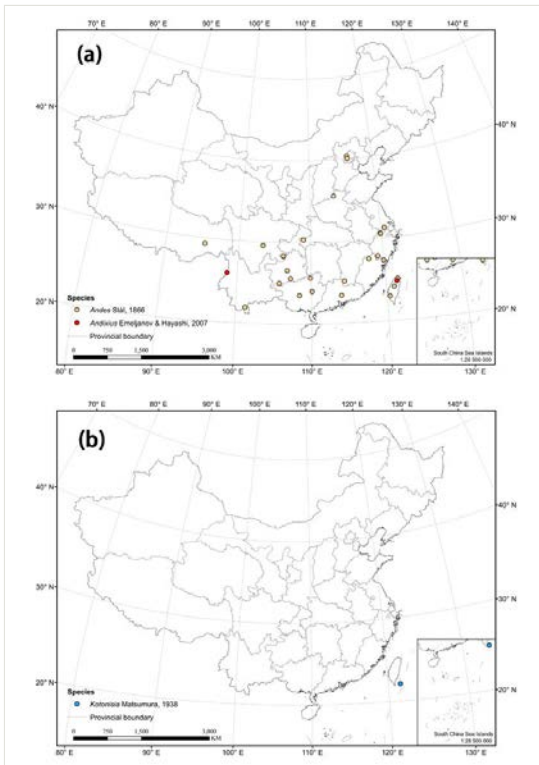 70° E 80° E 90° E 100° E 110° E 120° E 130° E 140° E
(a)
40° N
40° N
30° N
30° N
20° N
20° N
Species
Andes Stål, 1866
Andixius Emeljanov & Hayashi, 2007
Provincial boundary
0 750 1,500 3,000
KM
South China Sea Islands
80° E 90° E 100° E 110° E 120° E 130° E
70° E 80° E 90° E 100° E 110° E 120° E 130° E 140° E
(b)
40° N
40° N
30° N
30° N
20° N
20° N
Species
Kotonisia Matsumura, 1938
Provincial boundary
0 750 1,500 3,000
KM
South China Sea Islands
80° E 90° E 100° E 110° E 120° E 130° E